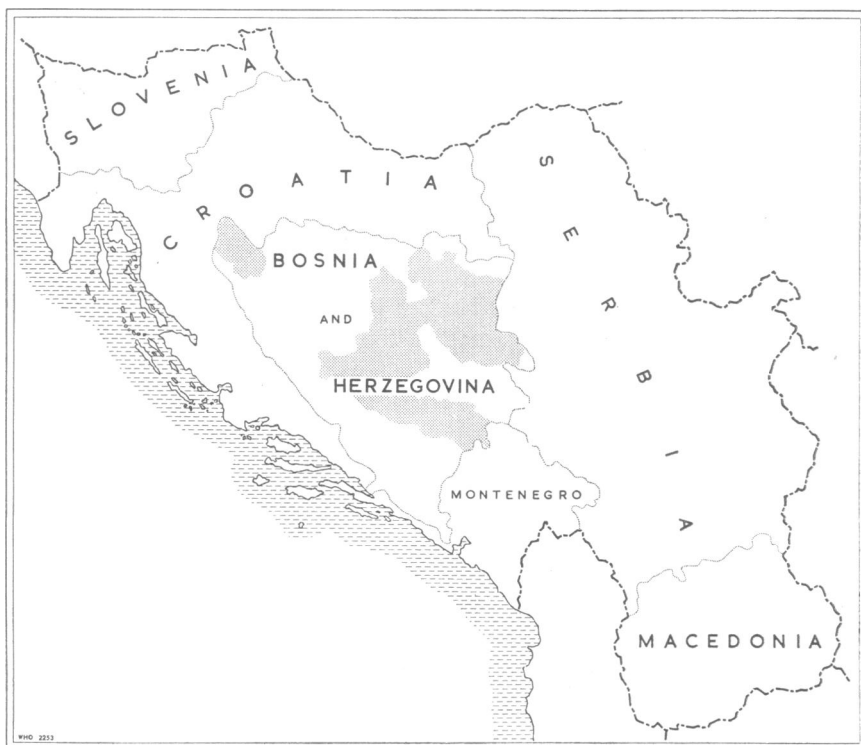 SLOVENIA
CROATIA
SERBIA
BOSNIA
AND
HERZEGOVINA
MONTENEGRO
MACEDONIA
WHO 2253